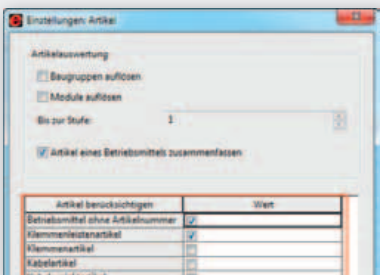 Einstellungen: Artikel
Artikelauswertung
Baugruppen auflösen
Module auflösen
Bis zur Stufe: 1
Artikel eines Betriebsmittels zusammenfassen
Artikel berücksichtigen Wert
Betriebsmittel ohne Artikelnummer
Klemmenleistenartikel
Klemmenartikel
Kabelartikel